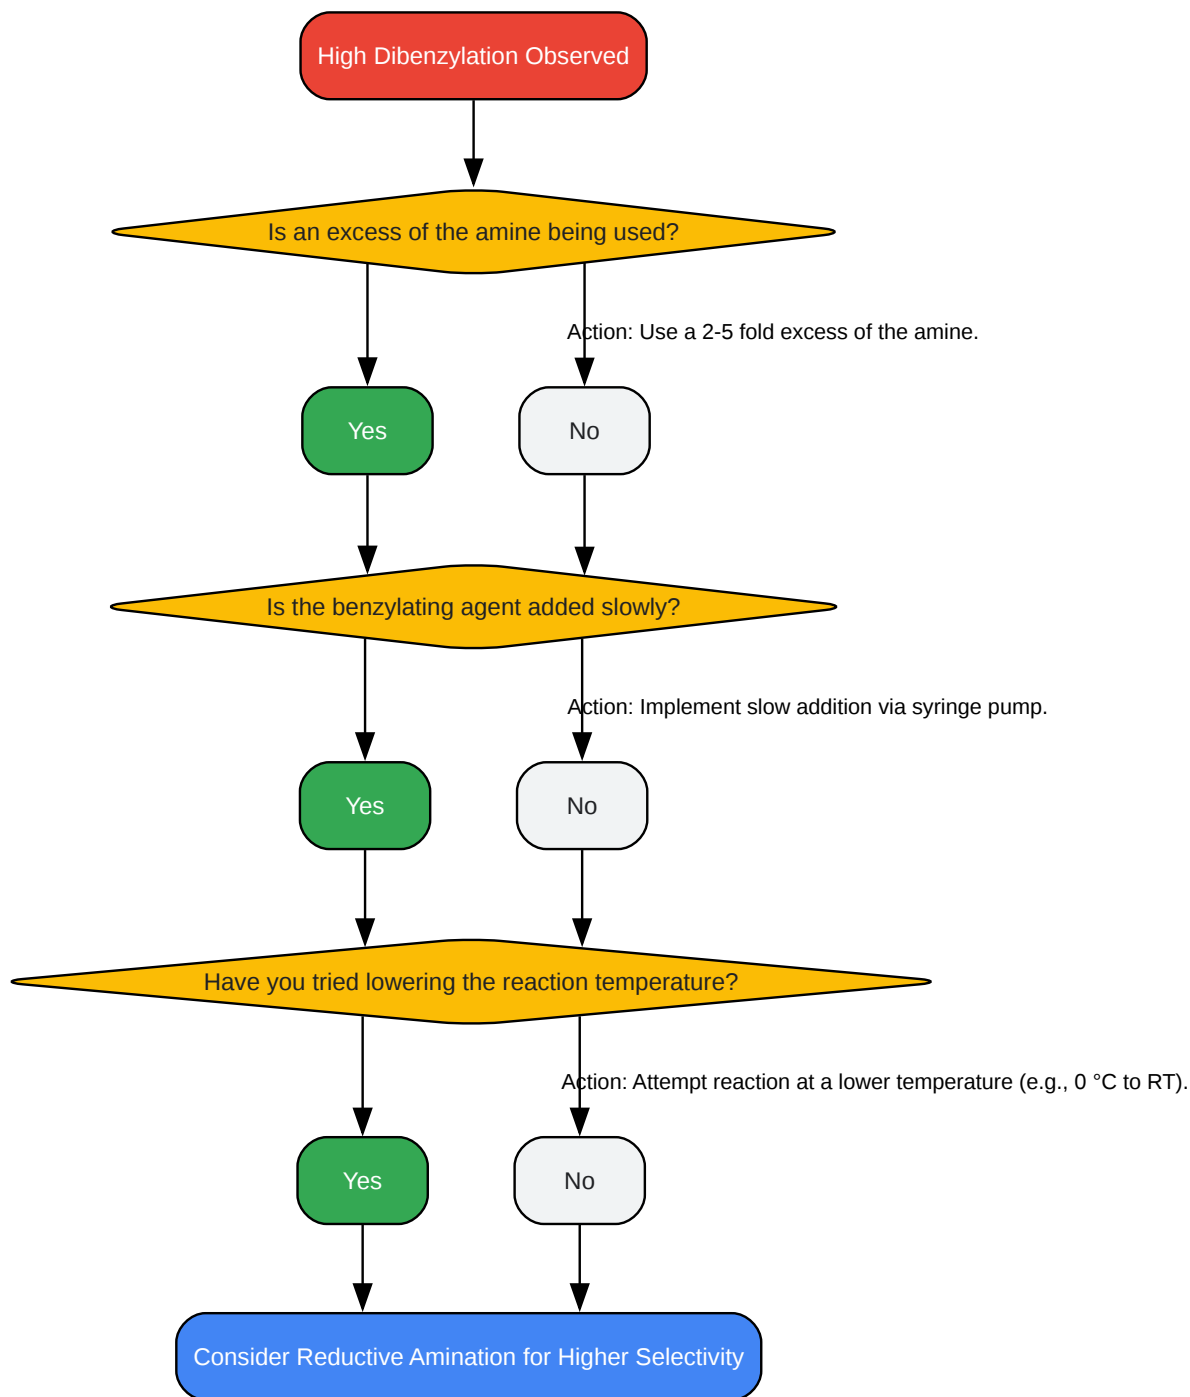 High Dibenzylation Observed
Is an excess of the amine being used?
Action: Use a 2-5 fold excess of the amine.
Yes
No
Is the benzylating agent added slowly?
Action: Implement slow addition via syringe pump.
Yes
No
Have you tried lowering the reaction temperature?
Action: Attempt reaction at a lower temperature (e.g., 0 °C to RT).
Yes
No
Consider Reductive Amination for Higher Selectivity